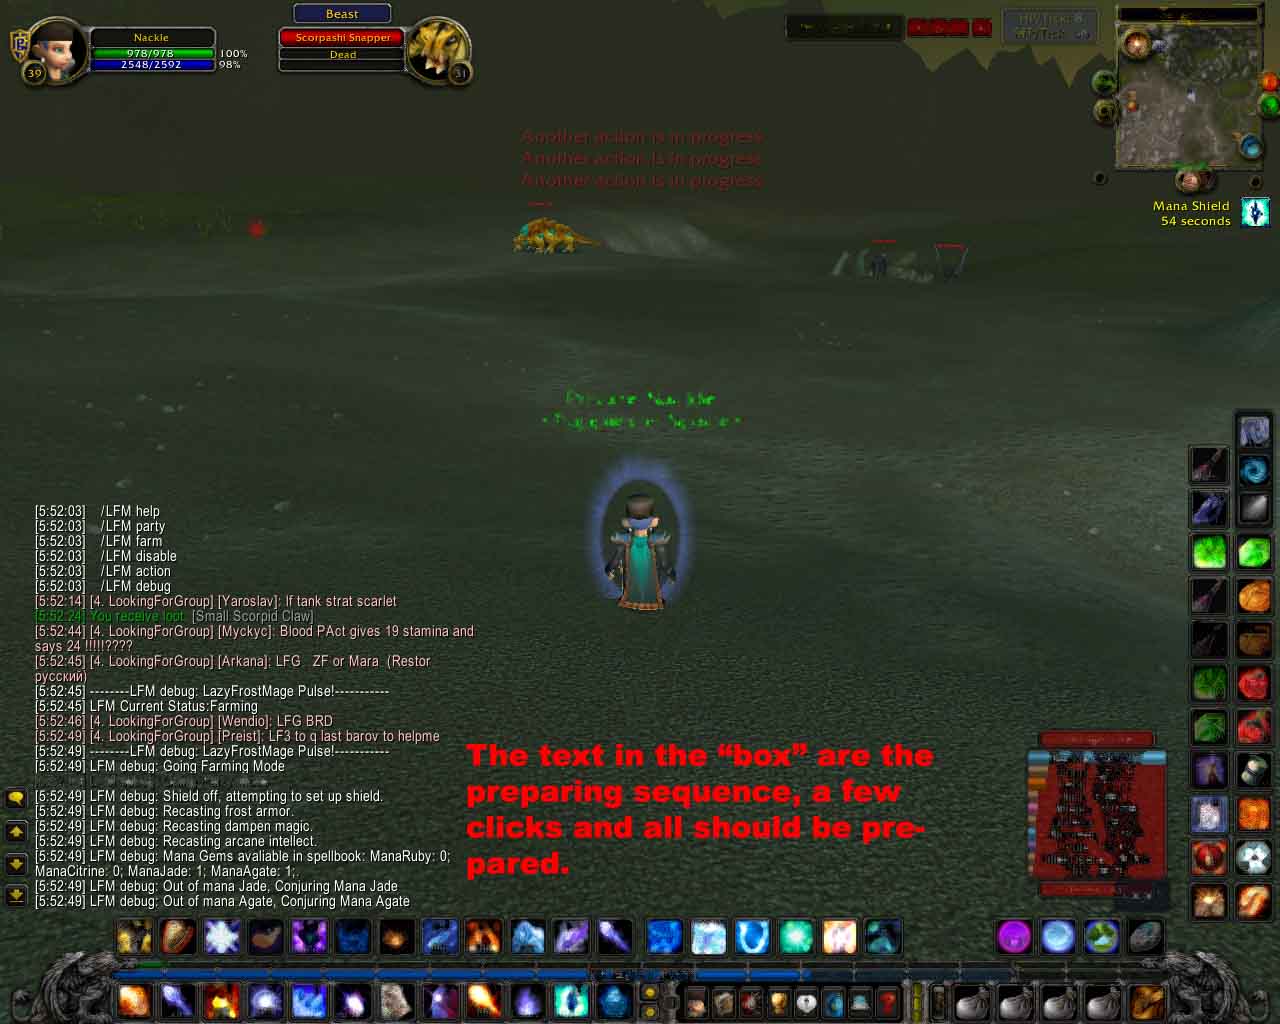 Beast
Nackle
Scorpashi Snapper
978/978 100%
Dead
39
2548/2592 98%
31
Another action is in progress
Another action is in progress
Another action is in progress
Mana Shield
54 seconds
[5:52:03] /LFM help
[5:52:03] /LFM party
[5:52:03] /LFM farm
[5:52:03] /LFM disable
[5:52:03] /LFM action
[5:52:03] /LFM debug
[5:52:14] [4. LookingForGroup] [Yaroslav]: lf tank strat scarlet
[5:52:24] You receive loot: [Small Scorpid Claw]
[5:52:44] [4. LookingForGroup] [Myckyc]: Blood PAct gives 19 stamina and
says 24 !!!!!????
[5:52:45] [4. LookingForGroup] [Arkana]: LFG ZF or Mara (Restor
русский)
[5:52:45] --------LFM debug: LazyFrostMage Pulse!-----------
[5:52:45] LFM Current Status:Farming
[5:52:46] [4. LookingForGroup] [Wendio]: LFG BRD
[5:52:49] [4. LookingForGroup] [Preist]: LF3 to q last barov to helpme
[5:52:49] --------LFM debug: LazyFrostMage Pulse!-----------
[5:52:49] LFM debug: Going Farming Mode
[5:52:49] LFM debug: Shield off, attempting to set up shield.
[5:52:49] LFM debug: Recasting frost armor.
[5:52:49] LFM debug: Recasting dampen magic.
[5:52:49] LFM debug: Recasting arcane intellect.
[5:52:49] LFM debug: Mana Gems avaliable in spellbook: ManaRuby: 0;
ManaCitrine: 0; ManaJade: 1; ManaAgate: 1;.
[5:52:49] LFM debug: Out of mana Jade, Conjuring Mana Jade
[5:52:49] LFM debug: Out of mana Agate, Conjuring Mana Agate
The text in the “box” are the
preparing sequence, a few
clicks and all should be pre-
pared.